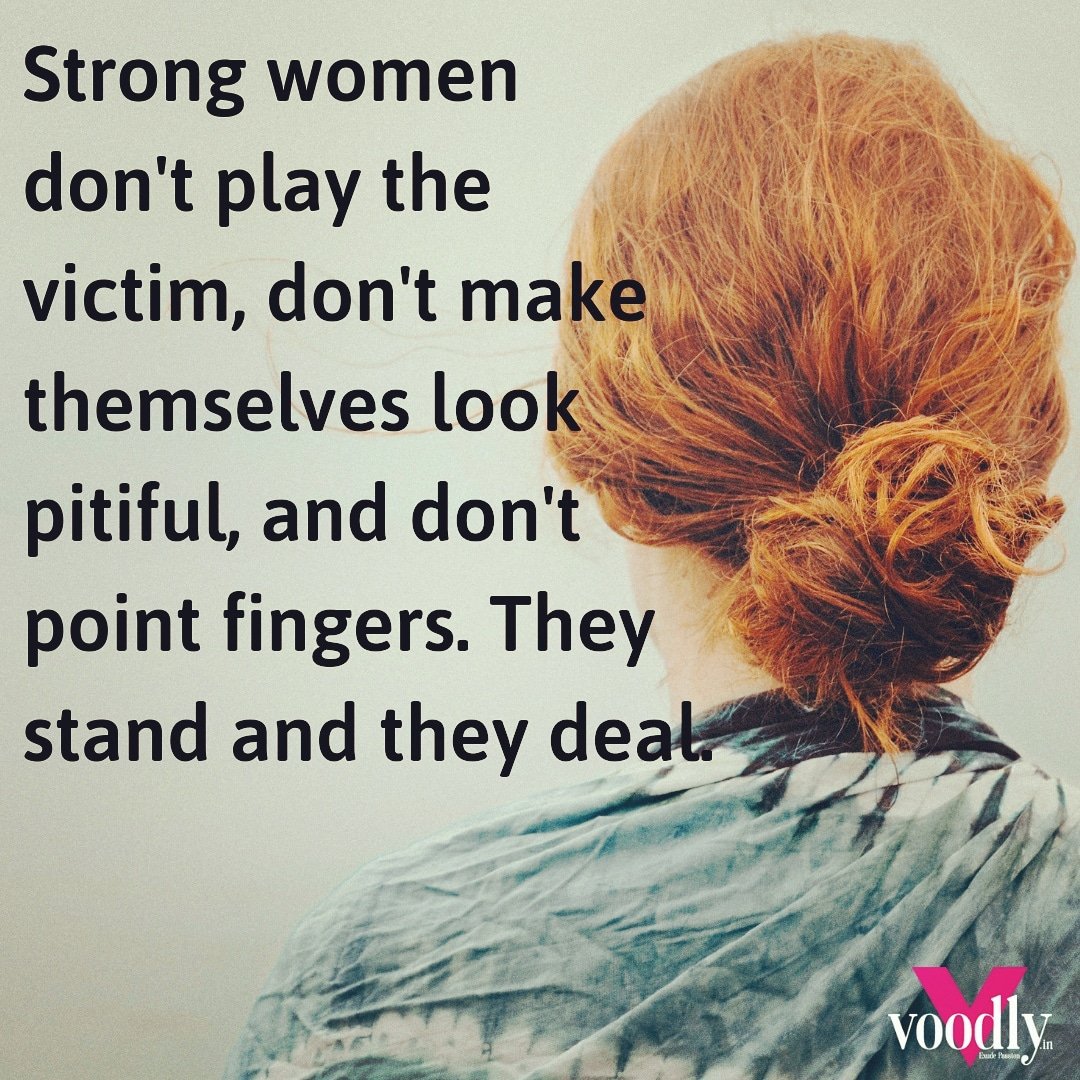 Strong women
don't play the
victim, don't make
themselves look
pitiful, and don't
point fingers. They
stand and they deal.
V
voodly.in
Exude Passion